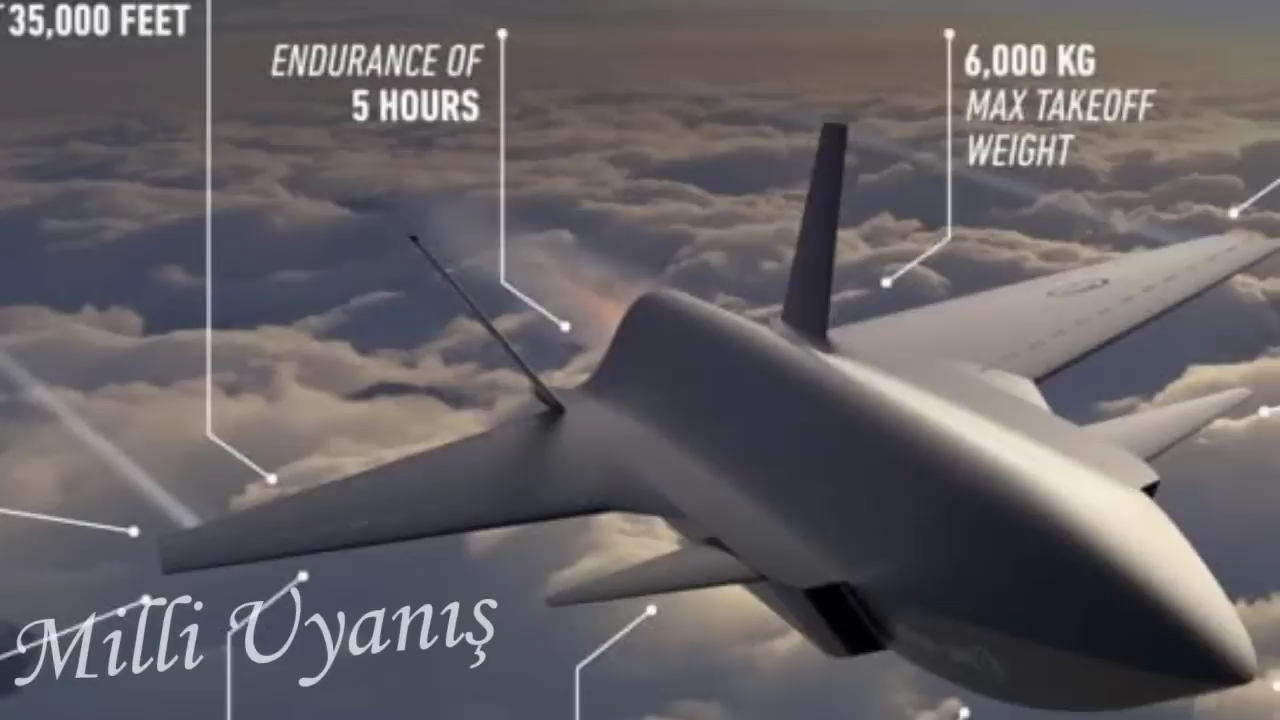 35,000 FEET
ENDURANCE OF
5 HOURS
6,000 KG
MAX TAKEOFF
WEIGHT
Milli Uyanış